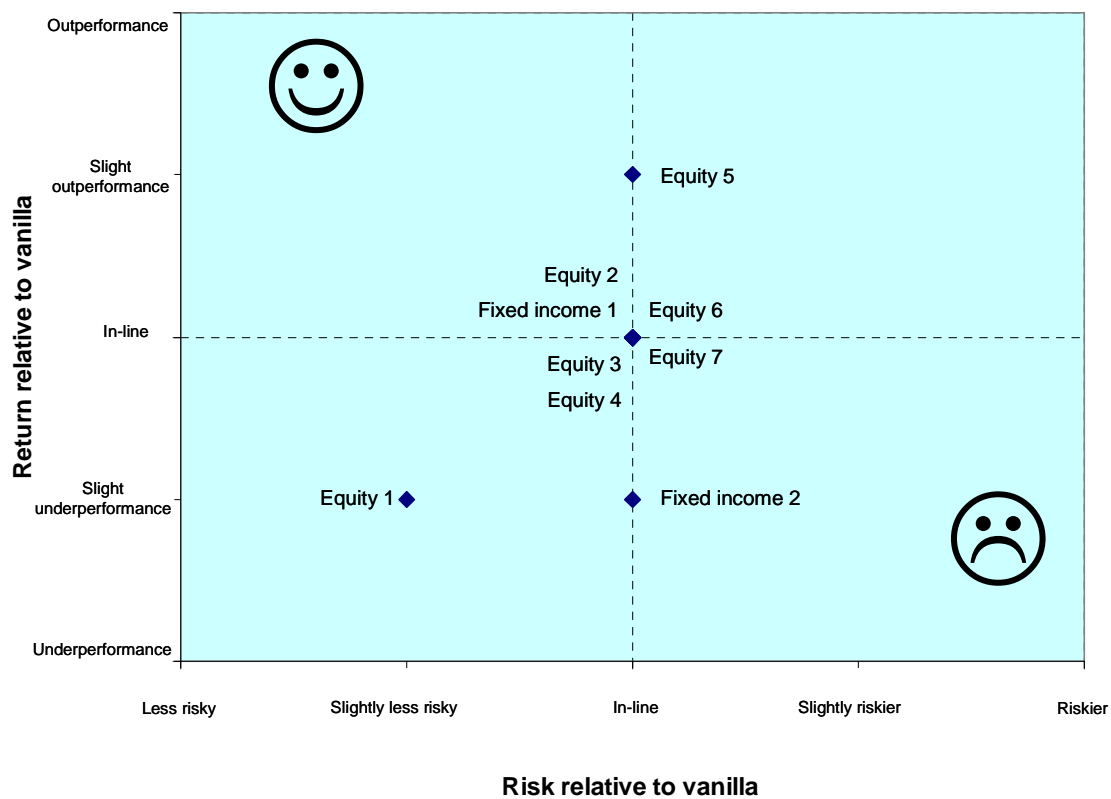 Outperformance
Slight
outperformance
Equity 5
Equity 2
Fixed income 1
Equity 6
In-line
Equity 7
Equity 3
Equity 4
Slight
underperformance
Equity 1
Fixed income 2
Underperformance
Return relative to vanilla
Less risky
Slightly less risky
In-line
Slightly riskier
Riskier
Risk relative to vanilla